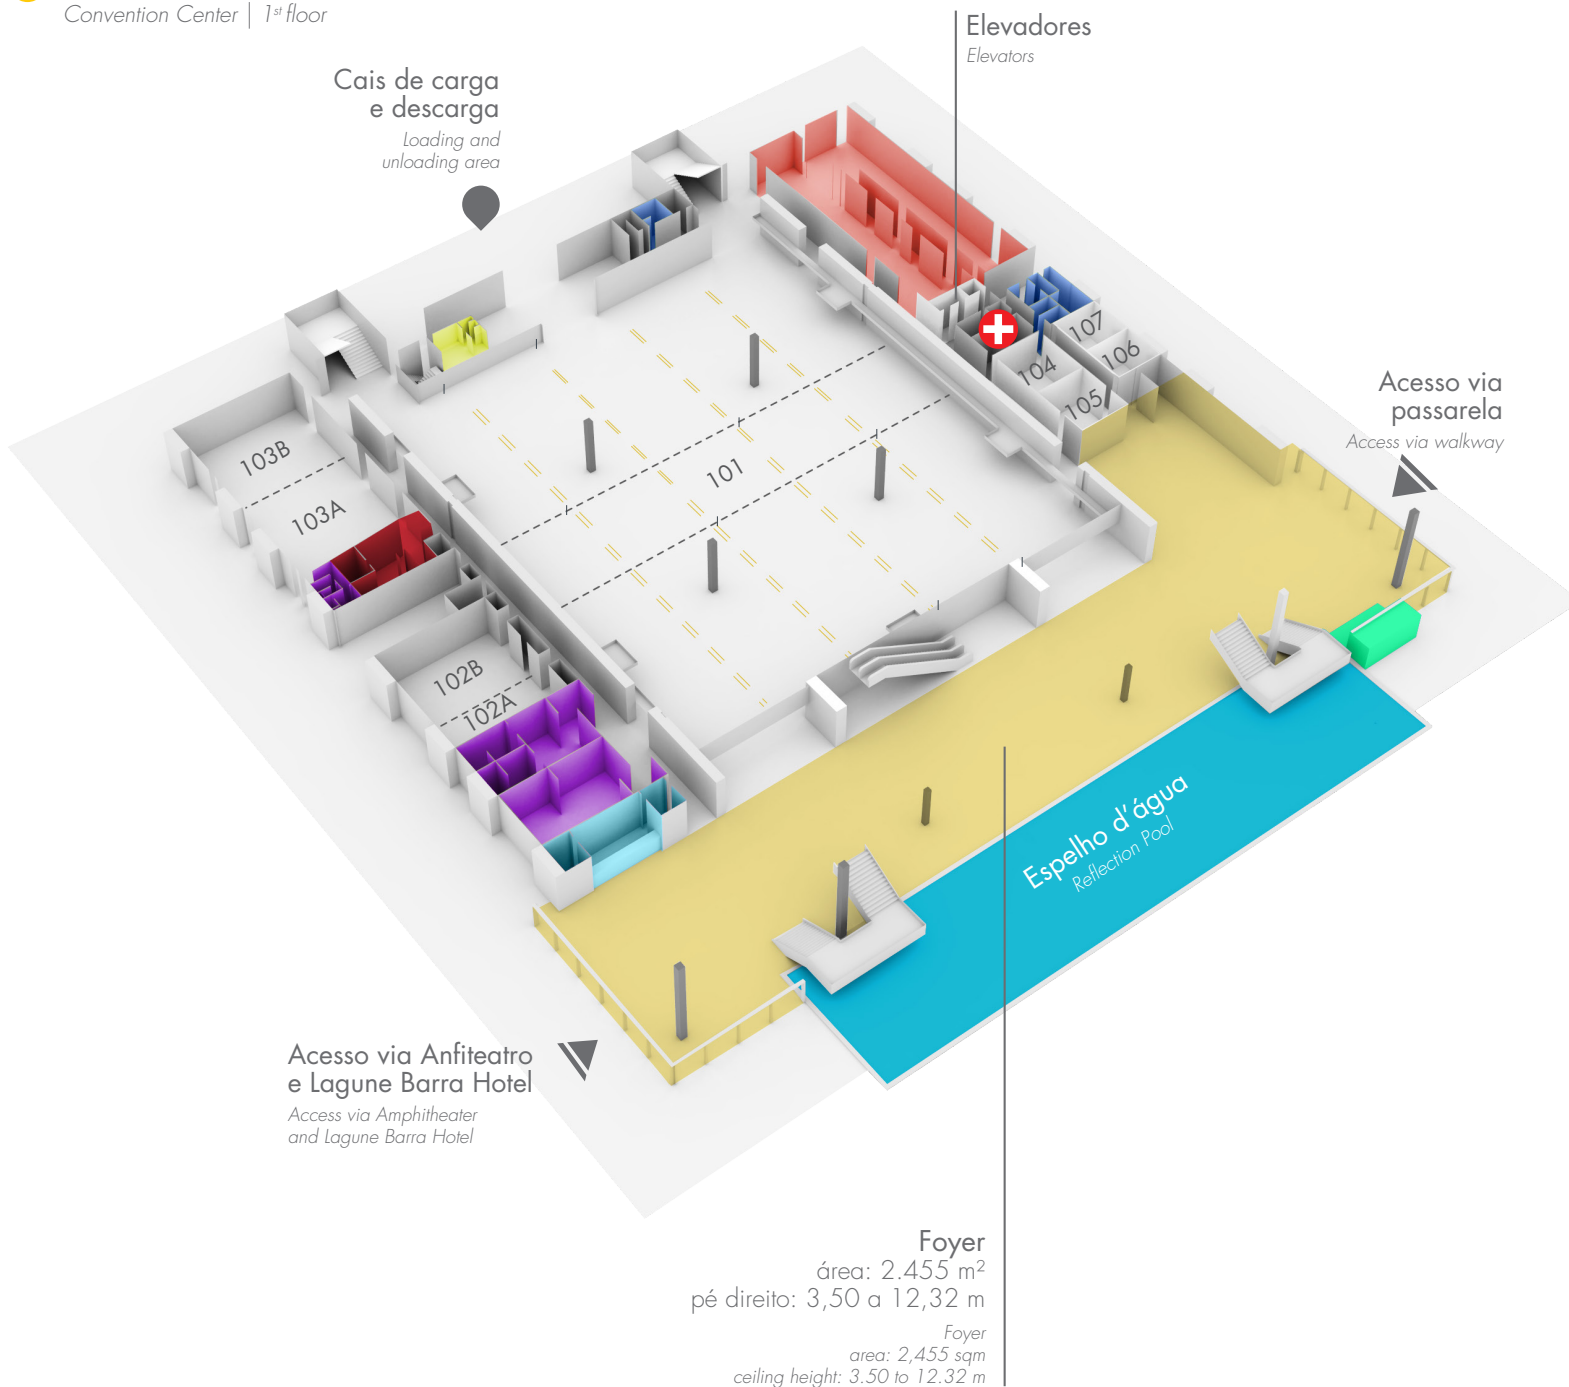 Convention Center | 1st floor
Elevadores
Elevators
Cais de carga
e descarga
Loading and
unloading area
107
106
104
105
Acesso via
passarela
Access via walkway
103B
103A
101
102B
102A
Espelho d'água
Reflection Pool
Acesso via Anfiteatro
e Lagune Barra Hotel
Access via Amphitheater
and Lagune Barra Hotel
Foyer
área: 2.455 m²
pé direito: 3,50 a 12,32 m
Foyer
area: 2,455 sqm
ceiling height: 3.50 to 12.32 m